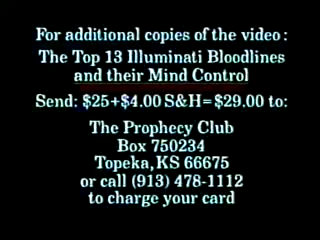 For additional copies of the video:
The Top 13 Illuminati Bloodlines
and their Mind Control
Send: $25+$4.00 S&H=$29.00 to:
The Prophecy Club
Box 750234
Topeka, KS 66675
or call (913) 478-1112
to charge your card